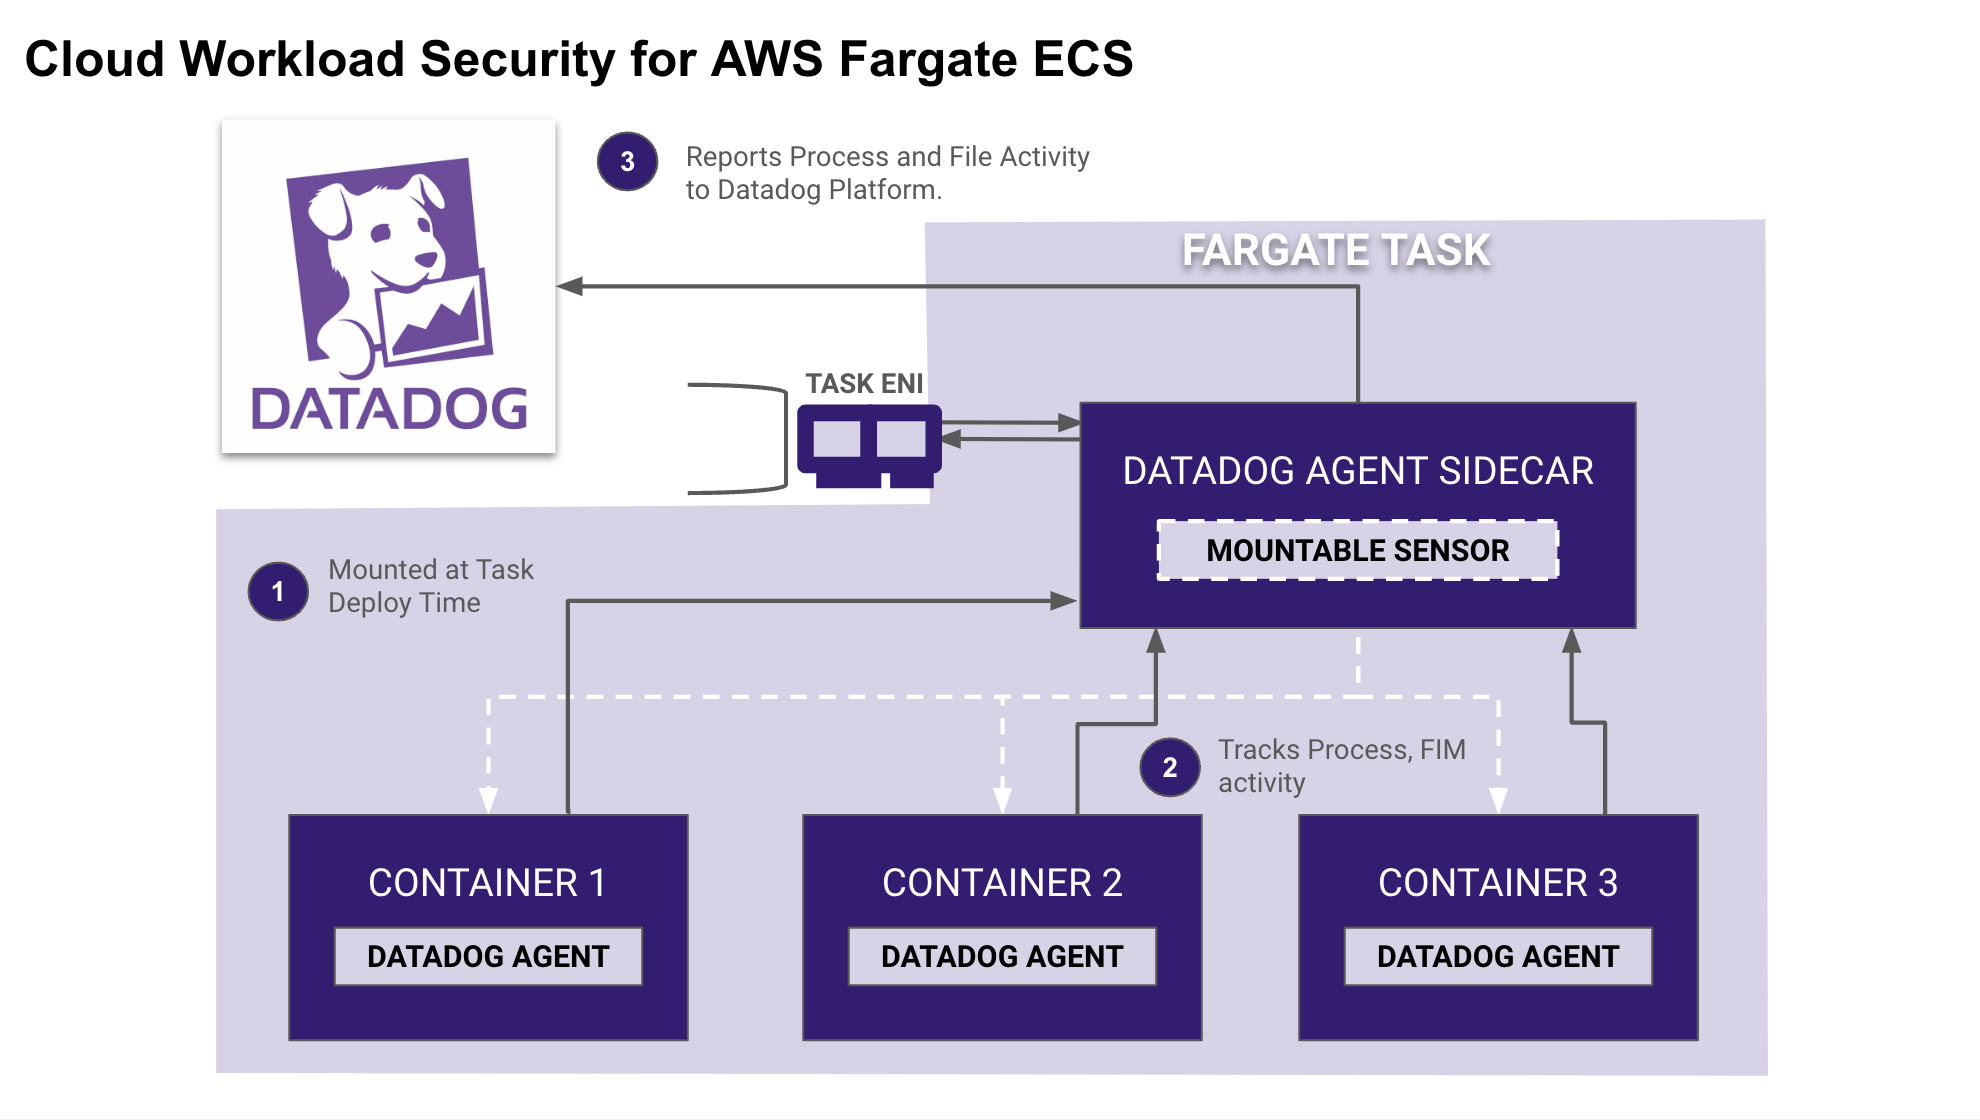 Cloud Workload Security for AWS Fargate ECS
DATADOG
3
Reports Process and File Activity
to Datadog Platform.
FARGATE TASK
TASK ENI
DATADOG AGENT SIDECAR
MOUNTABLE SENSOR
1
Mounted at Task
Deploy Time
2
Tracks Process, FIM
activity
CONTAINER 1
DATADOG AGENT
CONTAINER 2
DATADOG AGENT
CONTAINER 3
DATADOG AGENT